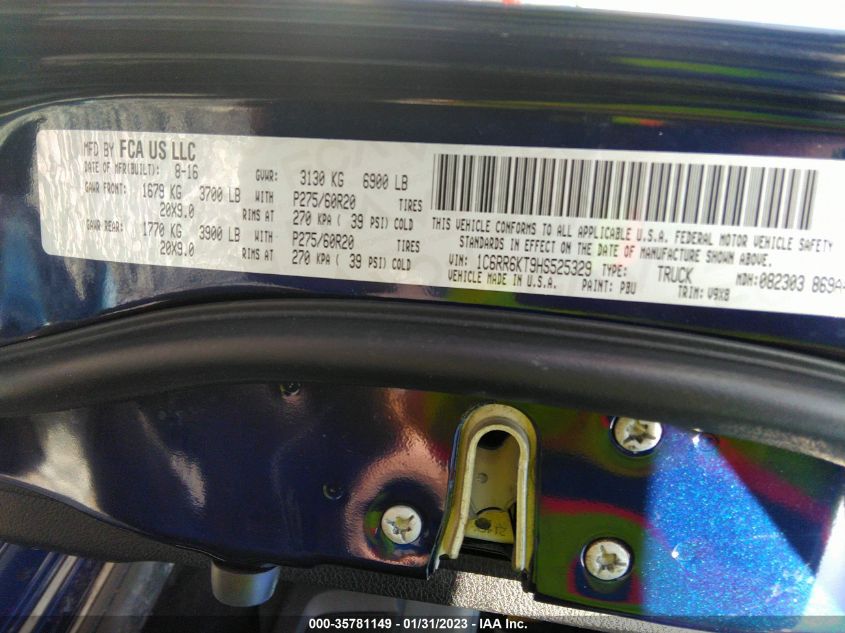 MFD BY FCA US LLC
DATE OF MFR(BUILT): 8-16 GVWR: 3130 KG 6900 LB
GAWR FRONT: 1679 KG 3700 LB WITH P275/60R20 TIRES
20X9.0 RIMS AT 270 KPA ( 39 PSI) COLD
GAWR REAR: 1770 KG 3900 LB WITH P275/60R20 TIRES
20X9.0 RIMS AT 270 KPA ( 39 PSI) COLD
THIS VEHICLE CONFORMS TO ALL APPLICABLE U.S.A. FEDERAL MOTOR VEHICLE SAFETY
STANDARDS IN EFFECT ON THE DATE OF MANUFACTURE SHOWN ABOVE.
VIN: 1C6RR6KT9HS525329 TYPE: TRUCK MDH: 082303 869A
VEHICLE MADE IN U.S.A. PAINT: PBU TRIM: V9X8
000-35781149 - 01/31/2023 - IAA Inc.